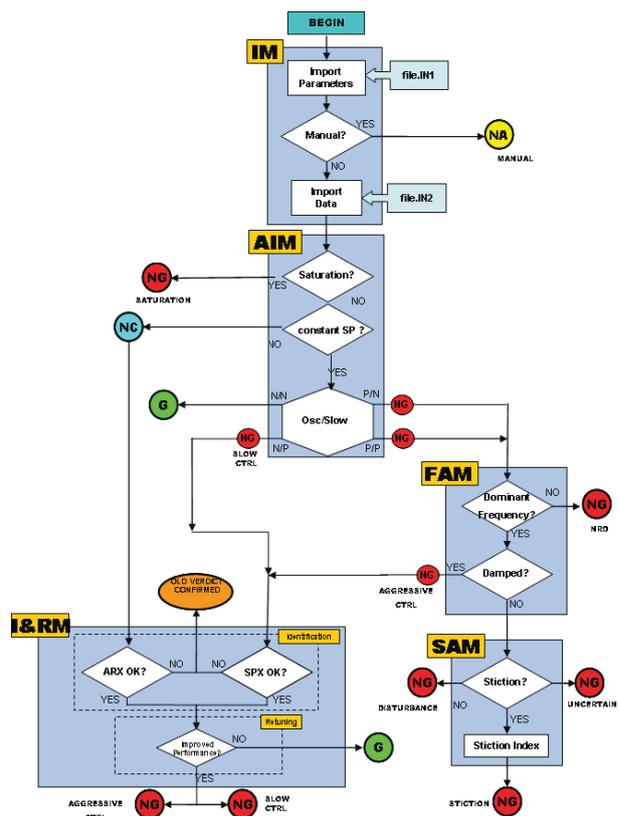 BEGIN
IM
Import
Parameters
file.IN1
Manual?
YES
NA
MANUAL
NO
Import
Data
file.IN2
AIM
Saturation?
NG
YES
SATURATION
NO
NC
constant SP ?
NO
YES
N/N
P/N
G
NG
Osc/Slow
NG
N/P
P/P
NG
SLOW
CTRL
FAM
Dominant
Frequency?
NO
NG
NRD
YES
Damped?
YES
NG
AGGRESSIVE
CTRL
NO
OLD VERDICT
CONFIRMED
I&RM
Identification
ARX OK?
NO
NO
SPX OK?
YES
YES
Retuning
Improved
Performance?
NO
G
YES
AGGRESSIVE
CTRL
NG
NG
SLOW
CTRL
SAM
Stiction?
NG
NG
DISTURBANCE
NO
UNCERTAIN
YES
Stiction Index
STICTION
NG